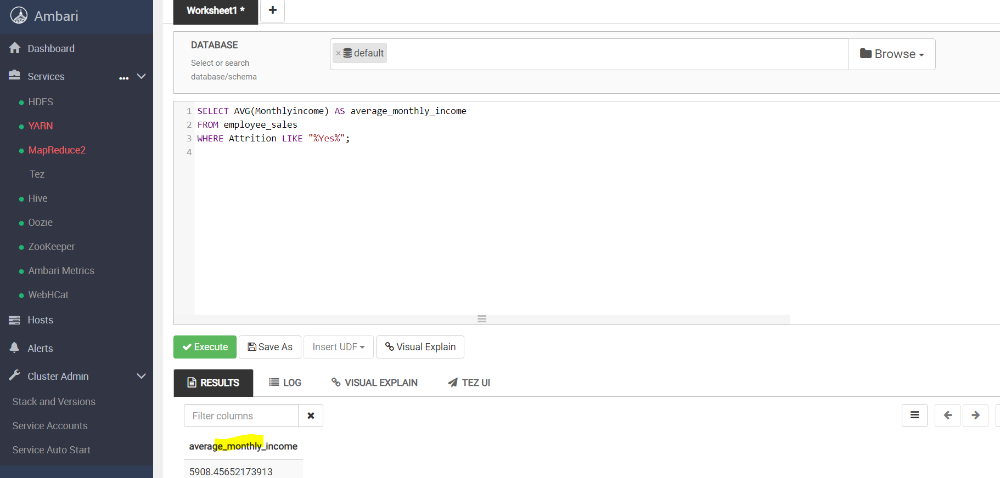 Ambari
Dashboard
Services
HDFS
YARN
MapReduce2
Tez
Hive
Oozie
ZooKeeper
Ambari Metrics
WebHCat
Hosts
Alerts
Cluster Admin
Stack and Versions
Service Accounts
Service Auto Start
Worksheet1 *
DATABASE
Select or search
database/schema
× default
Browse
1 SELECT AVG(Monthlyincome) AS average_monthly_income
2 FROM employee_sales
3 WHERE Attrition LIKE "%Yes%";
4
Execute
Save As
Insert UDF
Visual Explain
RESULTS
LOG
VISUAL EXPLAIN
TEZ UI
Filter columns
average_monthly_income
5908.45652173913